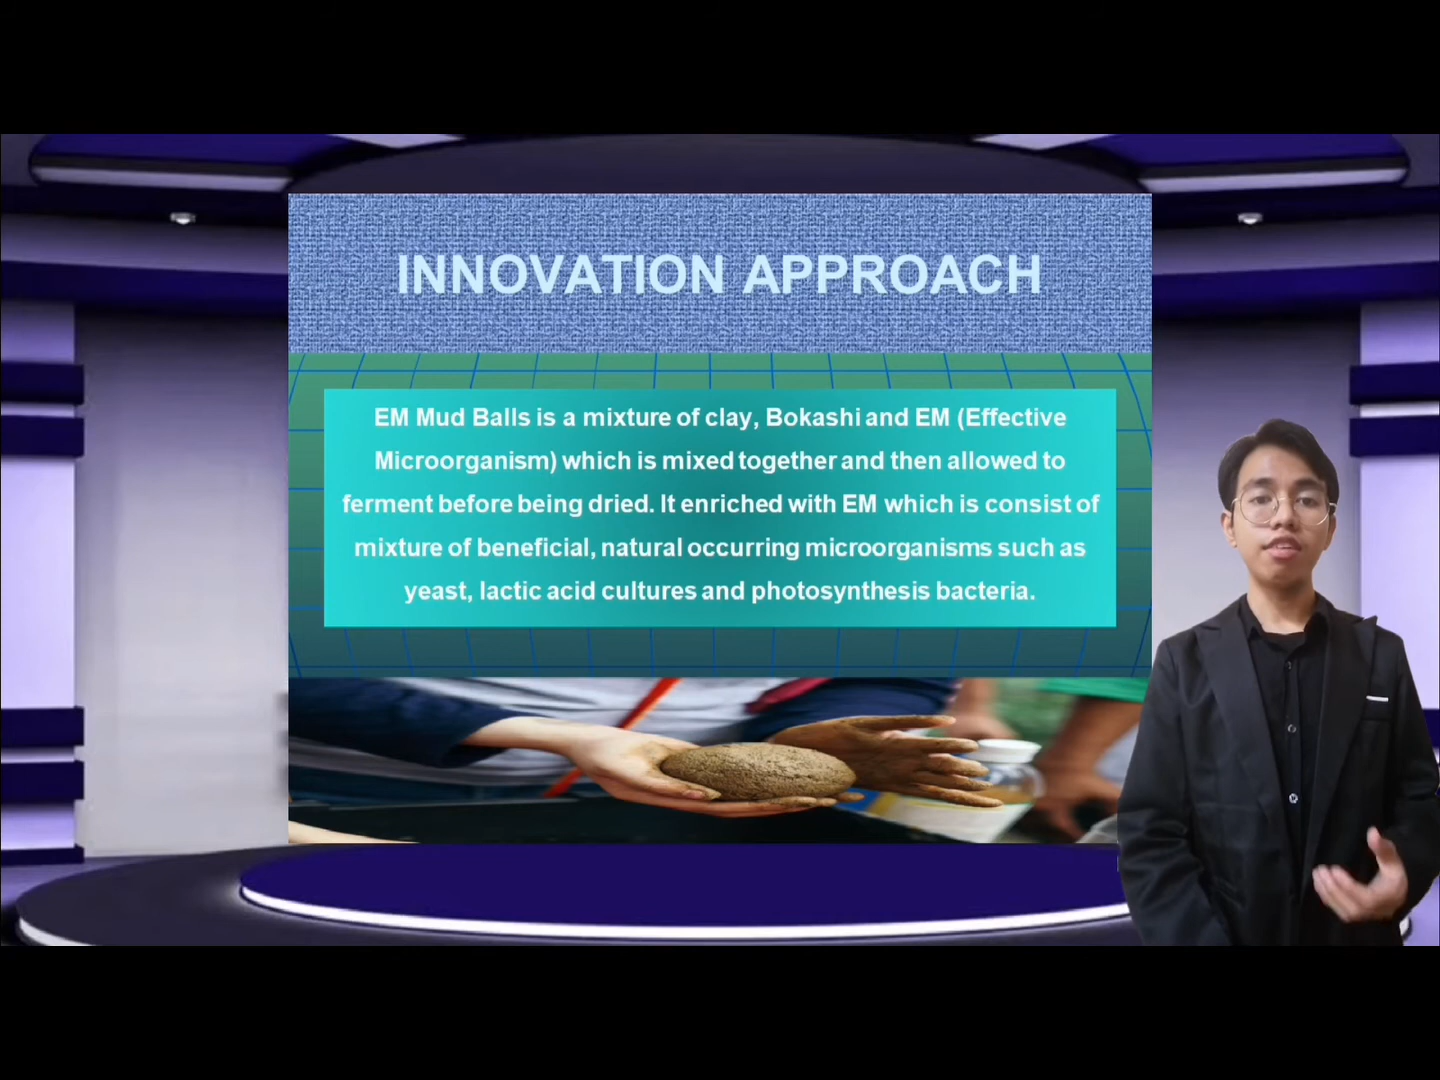 INNOVATION APPROACH
EM Mud Balls is a mixture of clay, Bokashi and EM (Effective
Microorganism) which is mixed together and then allowed to
ferment before being dried. It enriched with EM which is consist of
mixture of beneficial, natural occurring microorganisms such as
yeast, lactic acid cultures and photosynthesis bacteria.